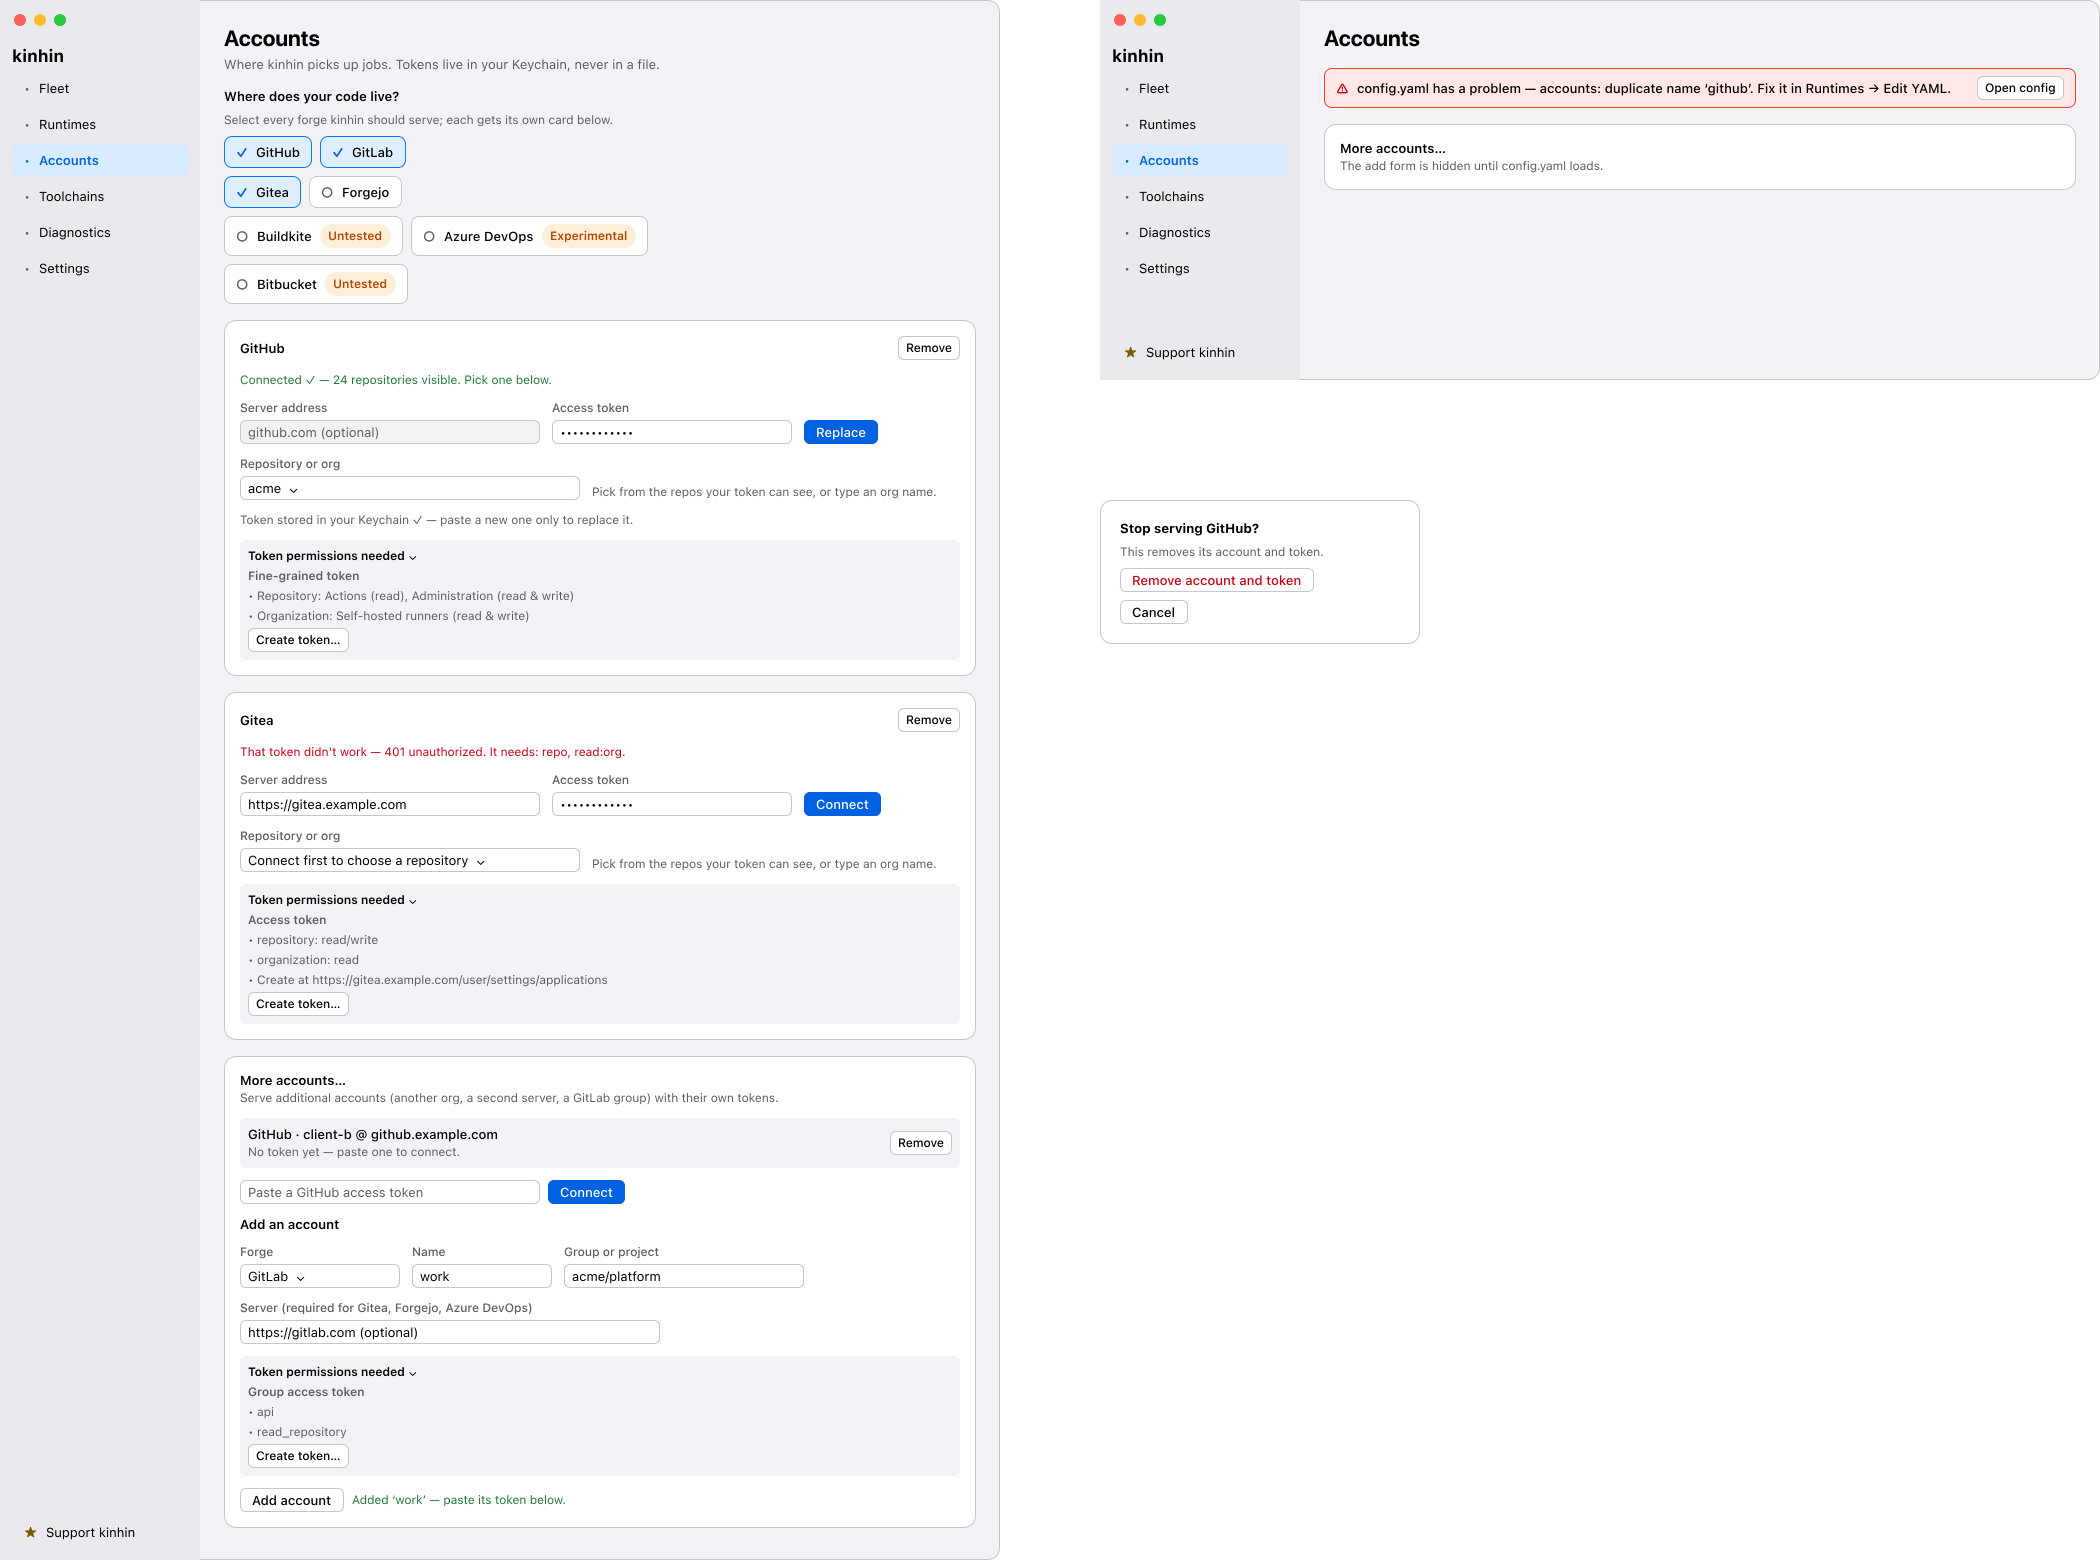 kinhin
Fleet
Runtimes
Accounts
Toolchains
Diagnostics
Settings
Support kinhin
Accounts
Where kinhin picks up jobs. Tokens live in your Keychain, never in a file.
Where does your code live?
Select every forge kinhin should serve; each gets its own card below.
✓ GitHub ✓ GitLab
✓ Gitea Forgejo
Buildkite Untested Azure DevOps Experimental
Bitbucket Untested
GitHub Remove
Connected ✓ — 24 repositories visible. Pick one below.
Server address Access token
github.com (optional) •••••••••••• Replace
Repository or org
acme Pick from the repos your token can see, or type an org name.
Token stored in your Keychain ✓ — paste a new one only to replace it.
Token permissions needed
Fine-grained token
• Repository: Actions (read), Administration (read & write)
• Organization: Self-hosted runners (read & write)
Create token...
Gitea Remove
That token didn't work — 401 unauthorized. It needs: repo, read:org.
Server address Access token
https://gitea.example.com •••••••••••• Connect
Repository or org
Connect first to choose a repository Pick from the repos your token can see, or type an org name.
Token permissions needed
Access token
• repository: read/write
• organization: read
• Create at https://gitea.example.com/user/settings/applications
Create token...
More accounts...
Serve additional accounts (another org, a second server, a GitLab group) with their own tokens.
GitHub · client-b @ github.example.com Remove
No token yet — paste one to connect.
Paste a GitHub access token Connect
Add an account
Forge Name Group or project
GitLab work acme/platform
Server (required for Gitea, Forgejo, Azure DevOps)
https://gitlab.com (optional)
Token permissions needed
Group access token
• api
• read_repository
Create token...
Add account Added ‘work’ — paste its token below.
kinhin
Fleet
Runtimes
Accounts
Toolchains
Diagnostics
Settings
Support kinhin
Accounts
config.yaml has a problem — accounts: duplicate name ‘github’. Fix it in Runtimes → Edit YAML. Open config
More accounts...
The add form is hidden until config.yaml loads.
Stop serving GitHub?
This removes its account and token.
Remove account and token
Cancel